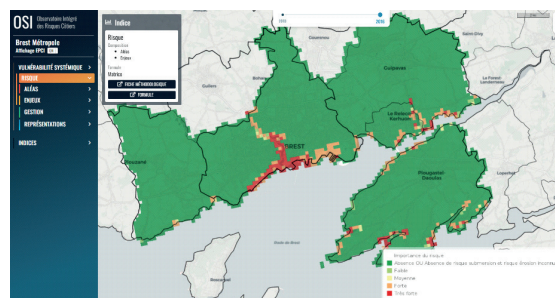 OSI Observatoire Intégré
des Risques Côtiers
Brest Métropole
Affichage EPCI
VULNÉRABILITÉ SYSTÉMIQUE
RISQUE
ALÉAS
ENJEUX
GESTION
REPRÉSENTATIONS
INDICES
Indice
Risque
Composition
Aléas
Enjeux
Formule
Matrice
FICHE MÉTHODOLOGIQUE
FORMULE
2026
Guipavas
Le Relecq
Kerhuon
BREST
Plouzané
Plougastel
Daoulas
Importance du risque
Absence OU Absence de risque submersion et risque érosion inconnu
Faible
Moyenne
Forte
Très forte